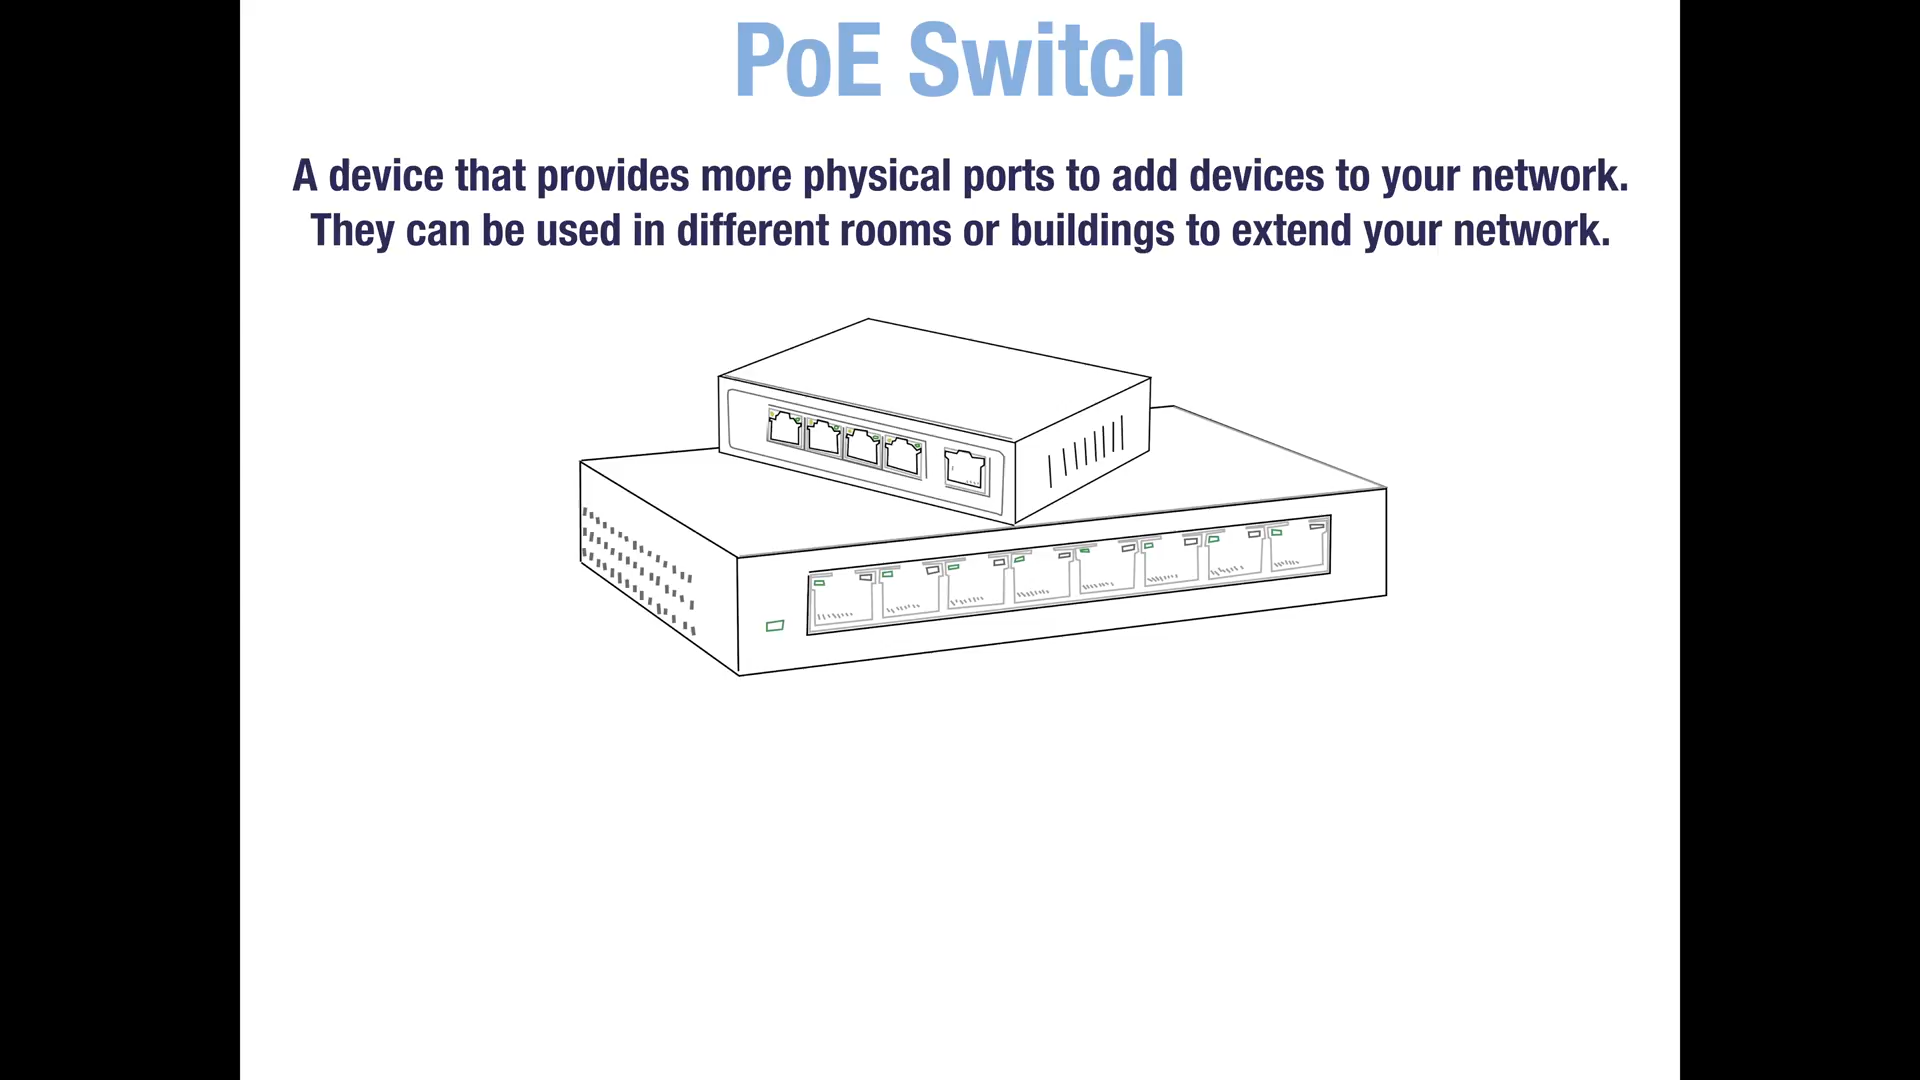 PoE Switch
A device that provides more physical ports to add devices to your network.
They can be used in different rooms or buildings to extend your network.